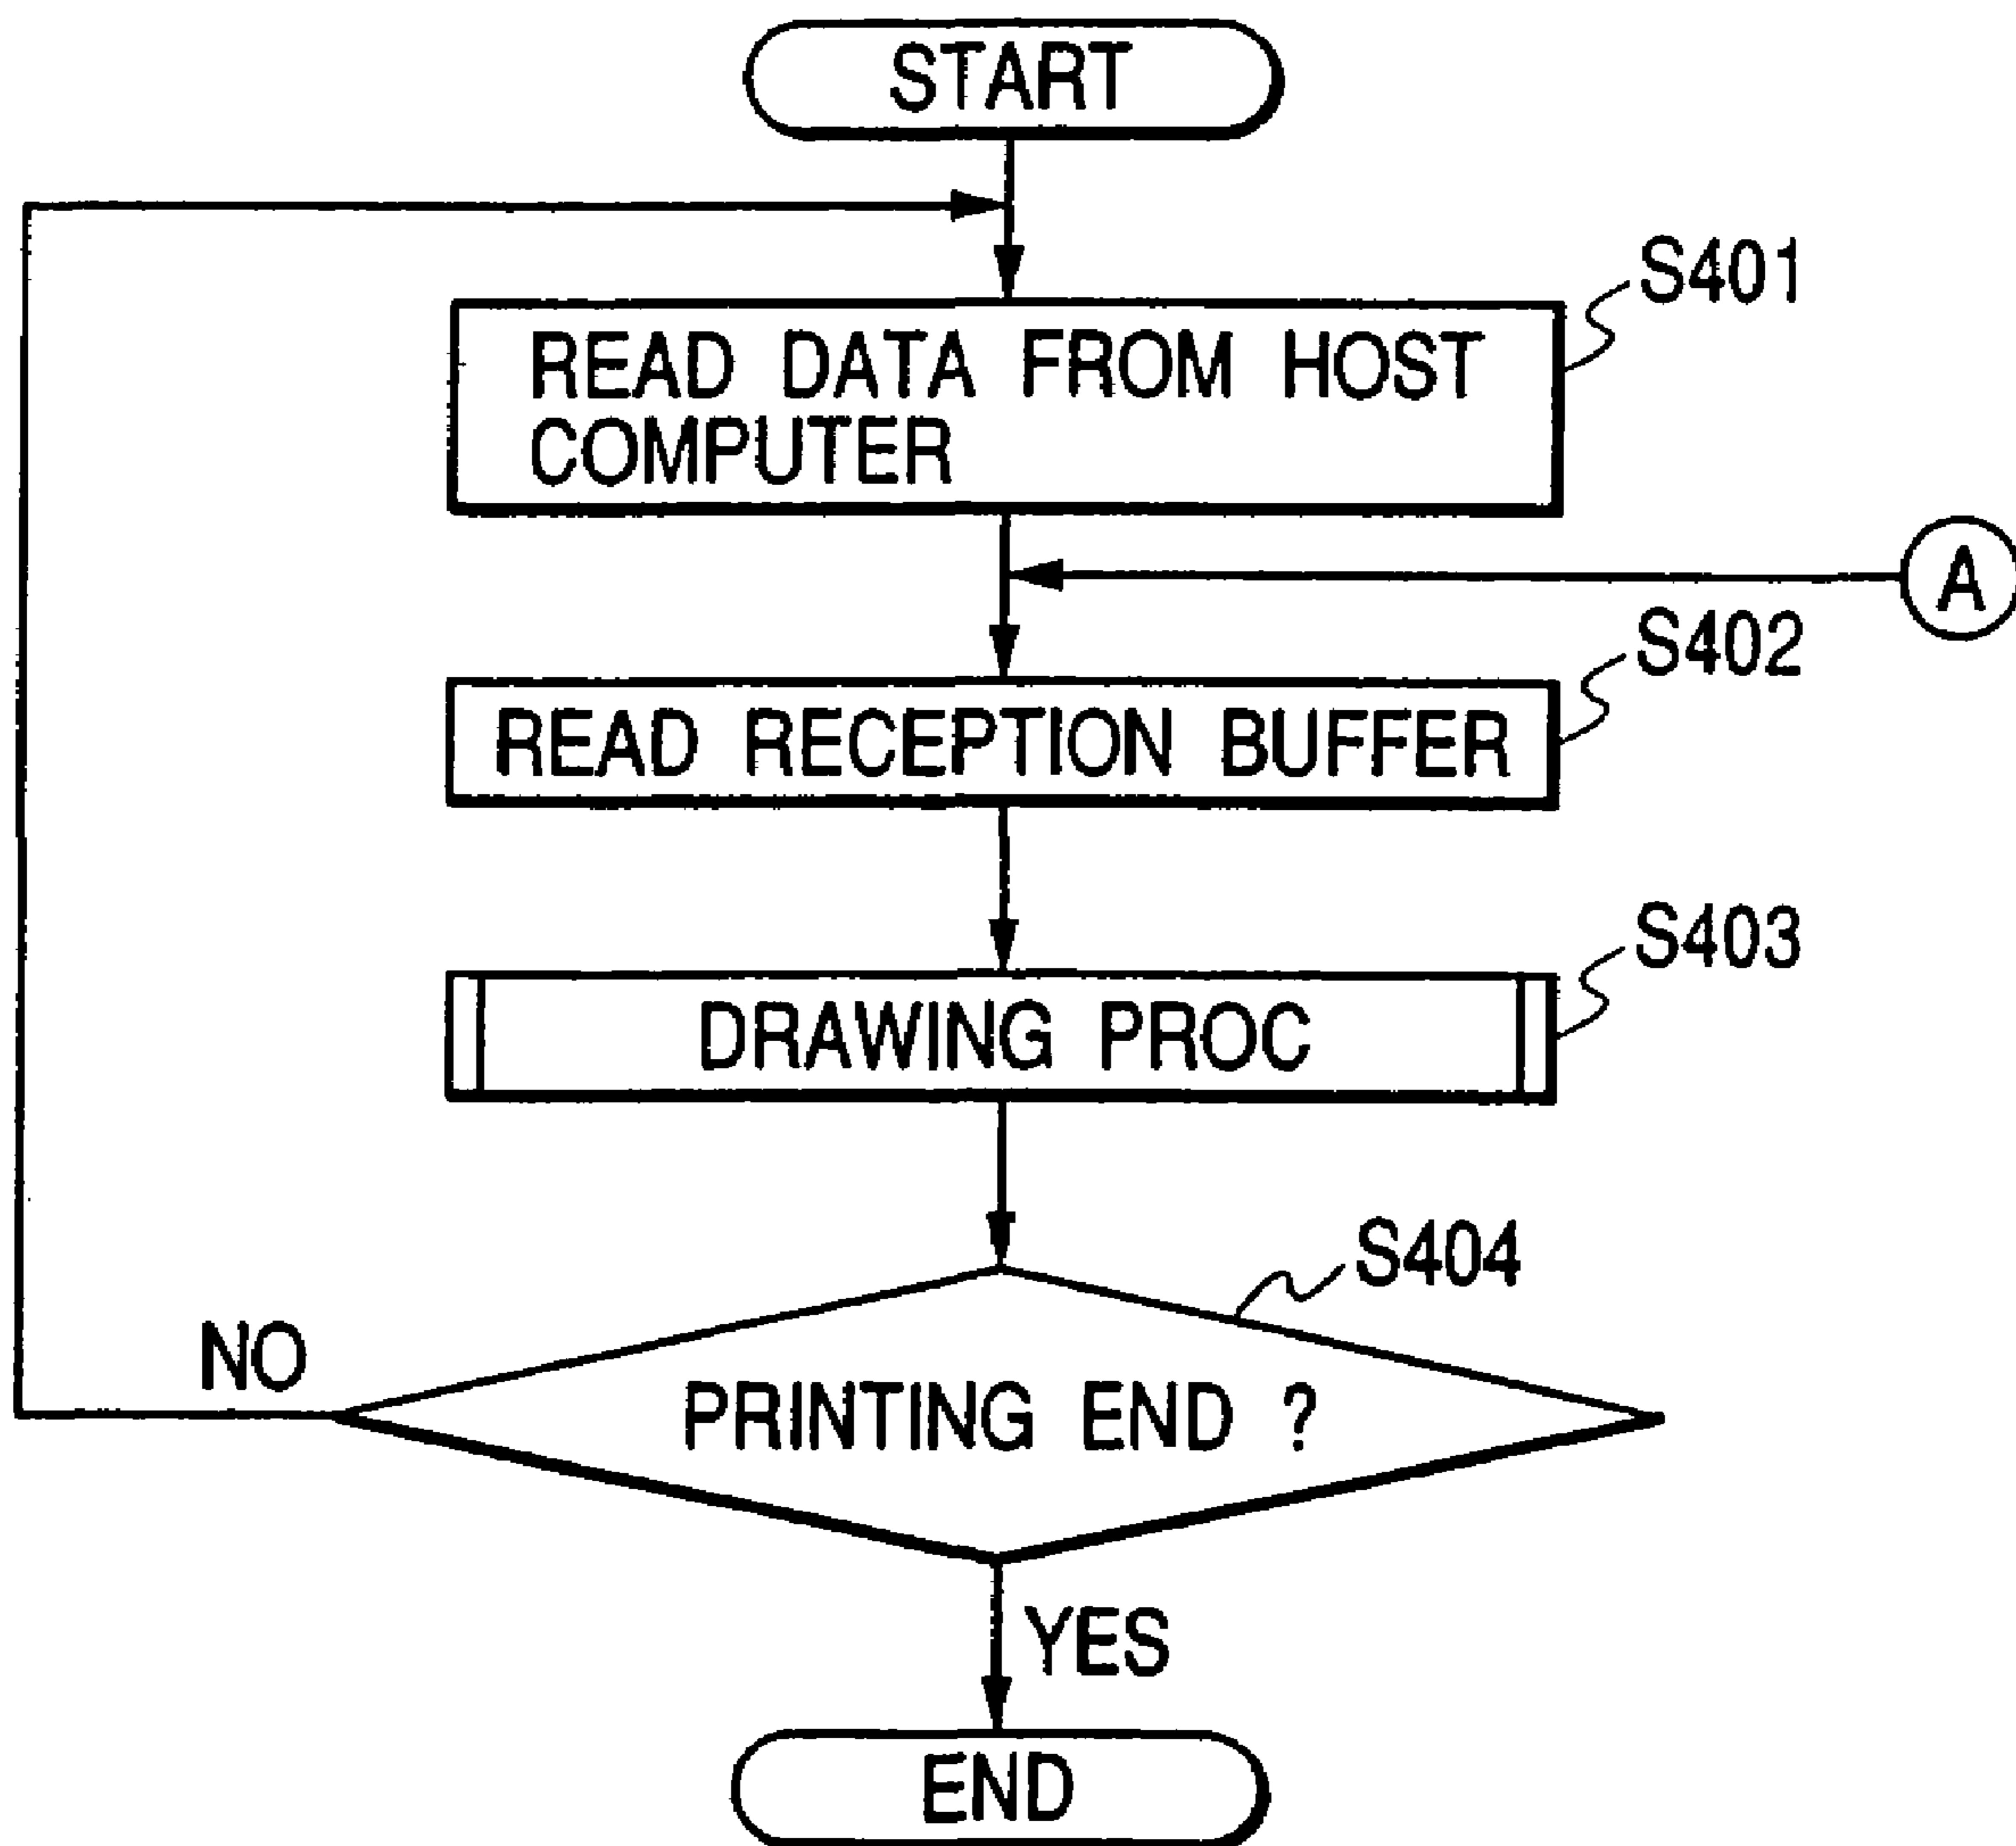 START
S401
READ DATA FROM HOST
COMPUTER
A
S402
READ RECEPTION BUFFER
S403
DRAWING PROC
S404
NO
PRINTING END ?
YES
END